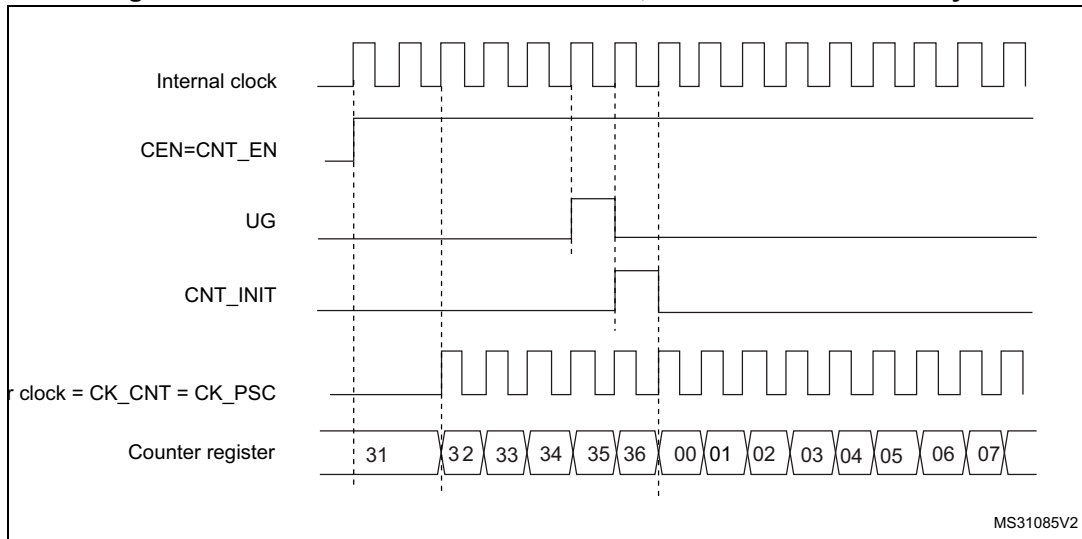 Internal clock
CEN=CNT_EN
UG
CNT_INIT
r clock = CK_CNT = CK_PSC
Counter register
31 32 33 34 35 36 00 01 02 03 04 05 06 07
MS31085V2